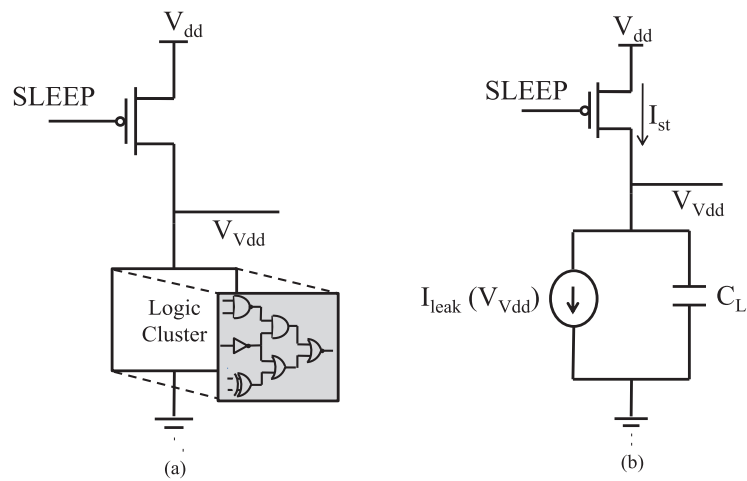 V_dd
SLEEP
V_Vdd
Logic
Cluster
(a)
V_dd
SLEEP
I_st
V_Vdd
I_leak (V_Vdd)
C_L
(b)